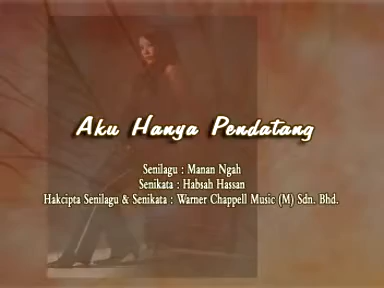 Aku Hanya Pendatang
Senilagu : Manan Ngah
Senikata : Habsah Hassan
Hakcipta Senilagu & Senikata : Warner Chappell Music (M) Sdn. Bhd.